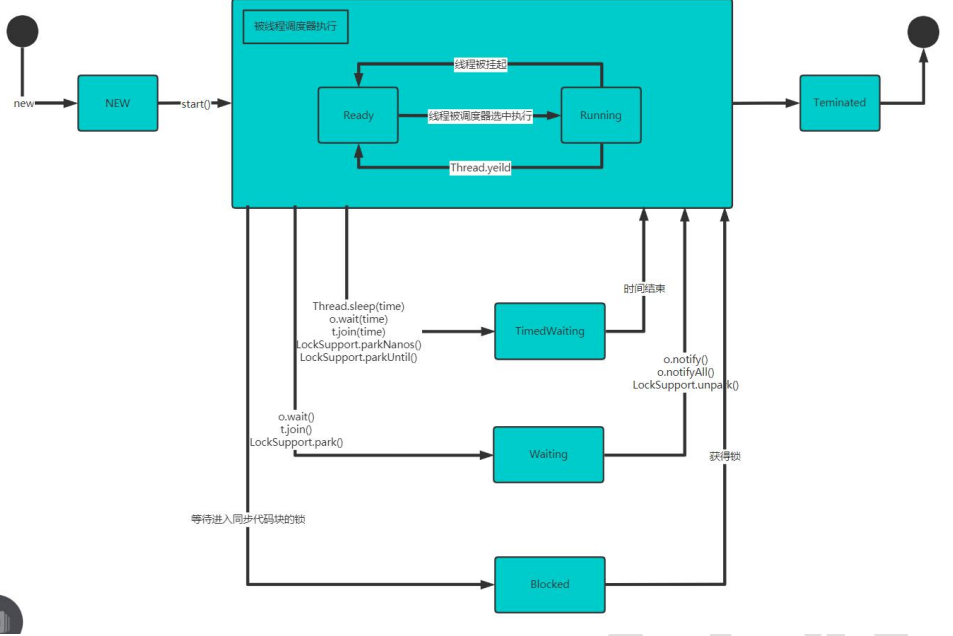 被线程调度器执行
线程被挂起
new
NEW
start()
Ready
线程被调度器选中执行
Running
Teminated
Thread.yeild
时间结束
Thread.sleep(time)
o.wait(time)
t.join(time)
LockSupport.parkNanos()
LockSupport.parkUntil()
TimedWaiting
o.notify()
o.notifyAll()
LockSupport.unpark()
o.wait()
t.join()
LockSupport.park()
Waiting
获得锁
等待进入同步代码块的锁
Blocked